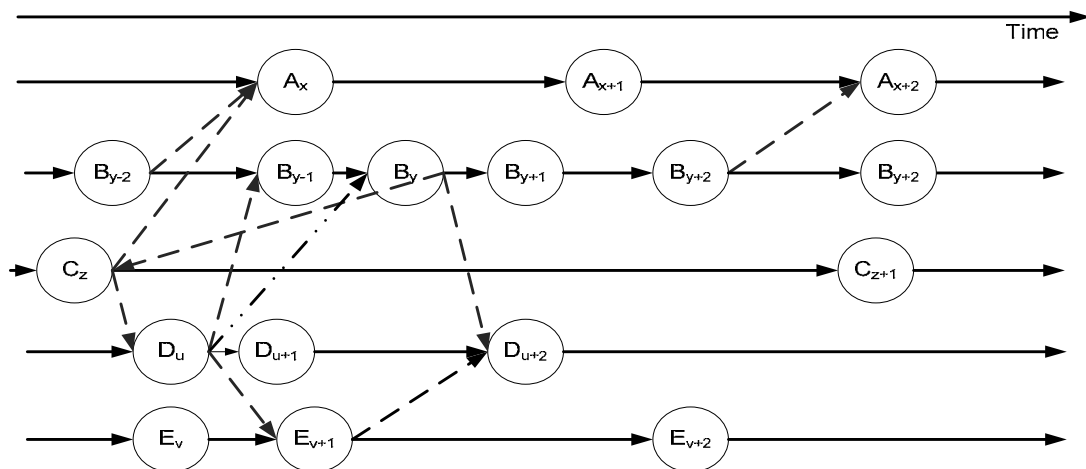 Time
Ax Ax+1 Ax+2
By-2 By-1 By By+1 By+2 By+2
Cz Cz+1
Du Du+1 Du+2
Ev Ev+1 Ev+2